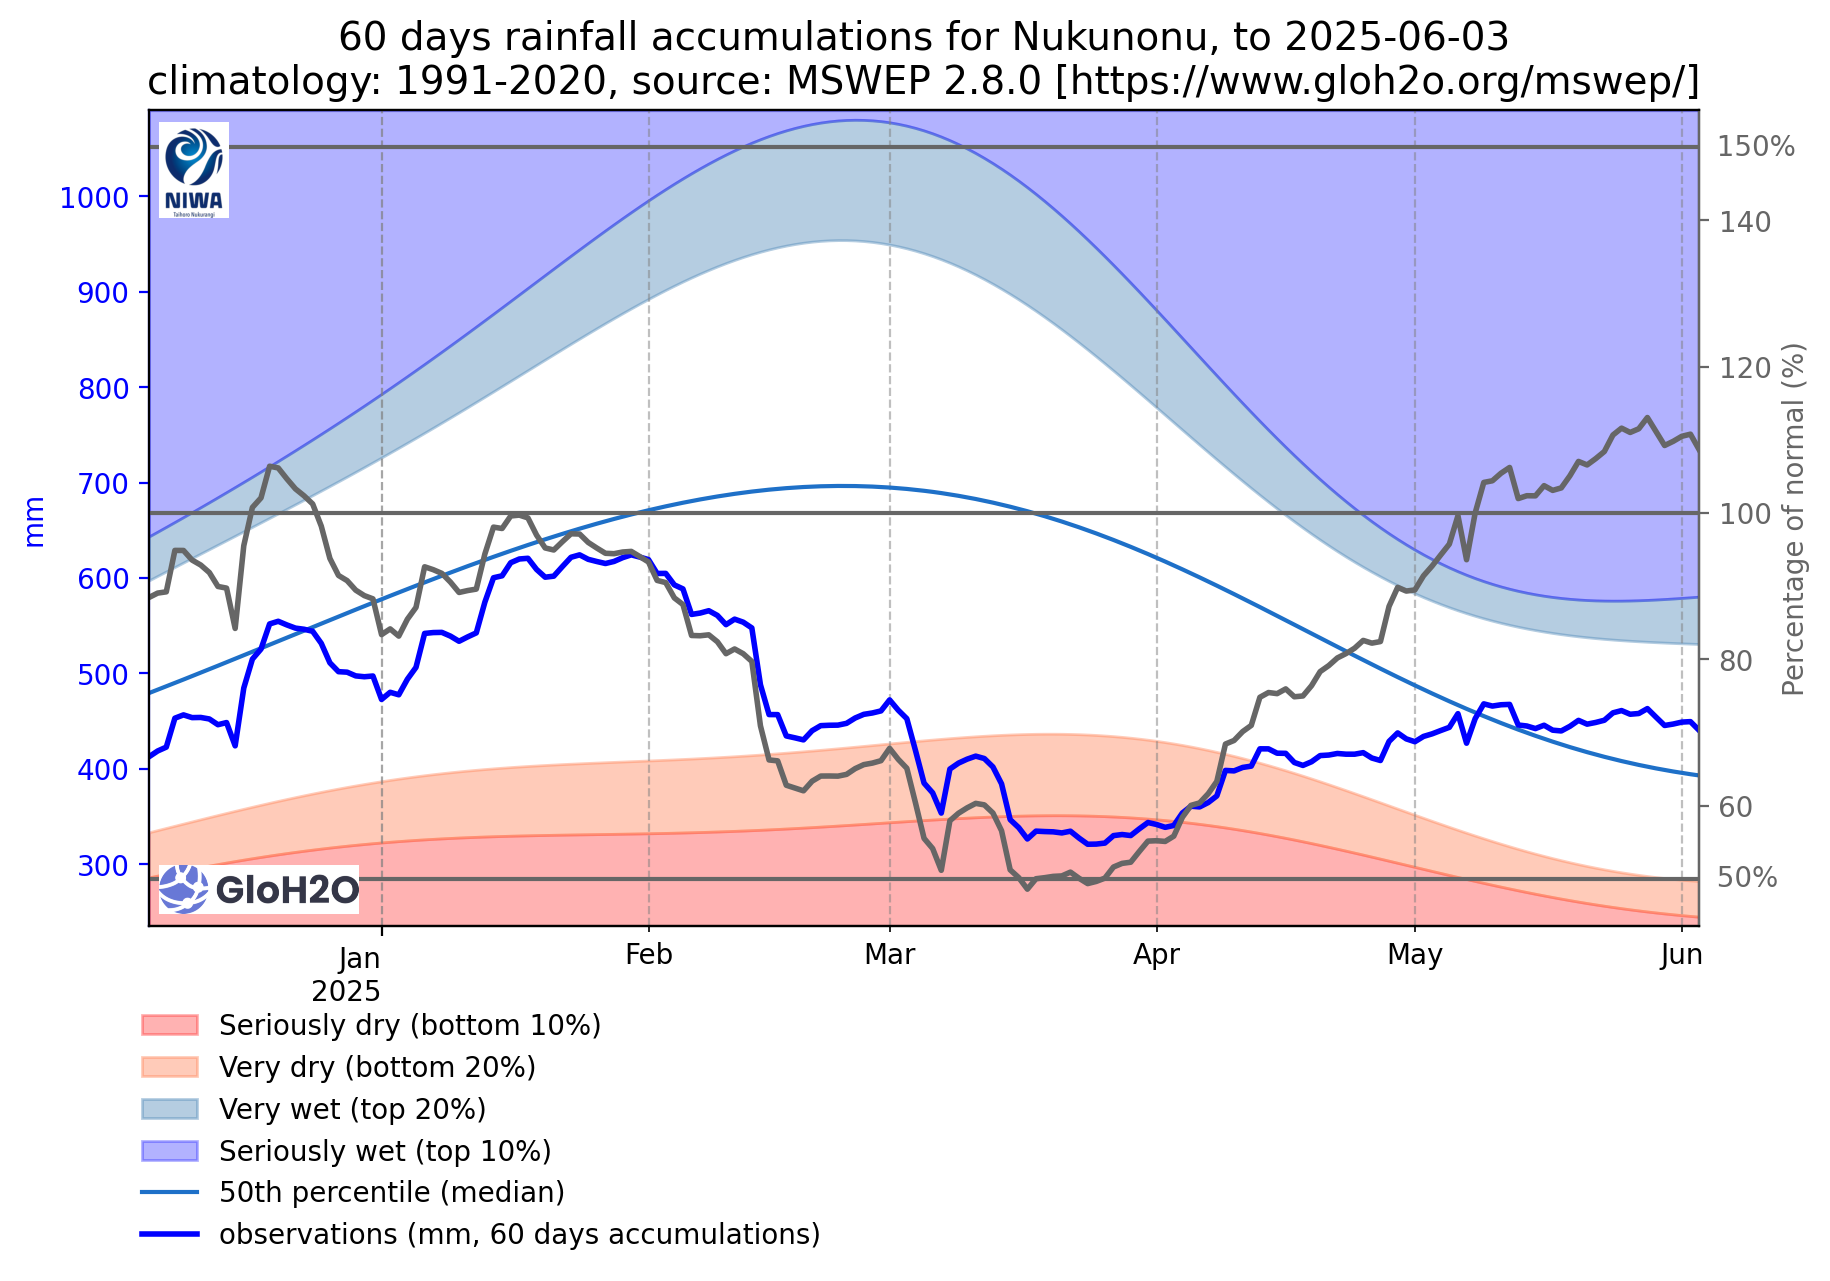 60 days rainfall accumulations for Nukunonu, to 2025-06-03
climatology: 1991-2020, source: MSWEP 2.8.0 [https://www.gloh2o.org/mswep/]
NIWA
Taihoro Nukurangi
mm
1000
900
800
700
600
500
400
300
150%
140
120
100
80
60
50%
Percentage of normal (%)
GloH2O
Jan
2025
Feb
Mar
Apr
May
Jun
Seriously dry (bottom 10%)
Very dry (bottom 20%)
Very wet (top 20%)
Seriously wet (top 10%)
50th percentile (median)
observations (mm, 60 days accumulations)